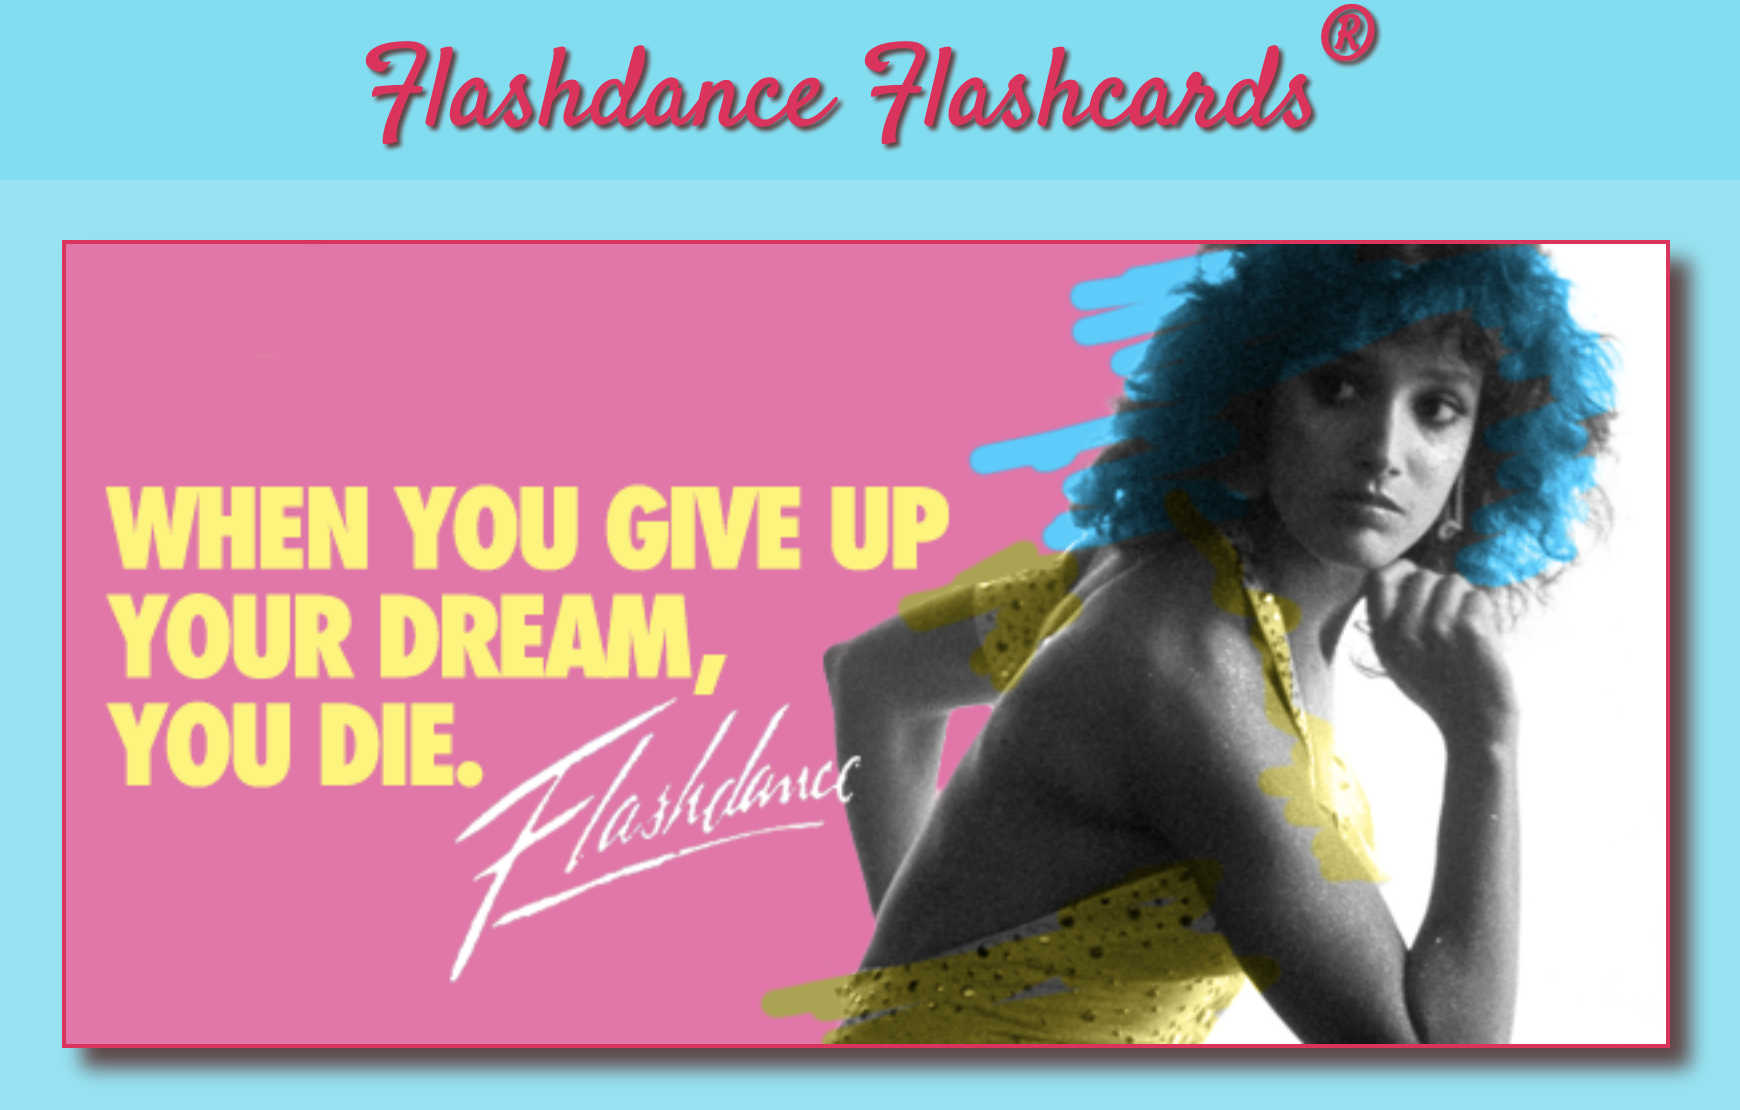 Flashdance Flashcards®
WHEN YOU GIVE UP
YOUR DREAM,
YOU DIE.
Flashdance